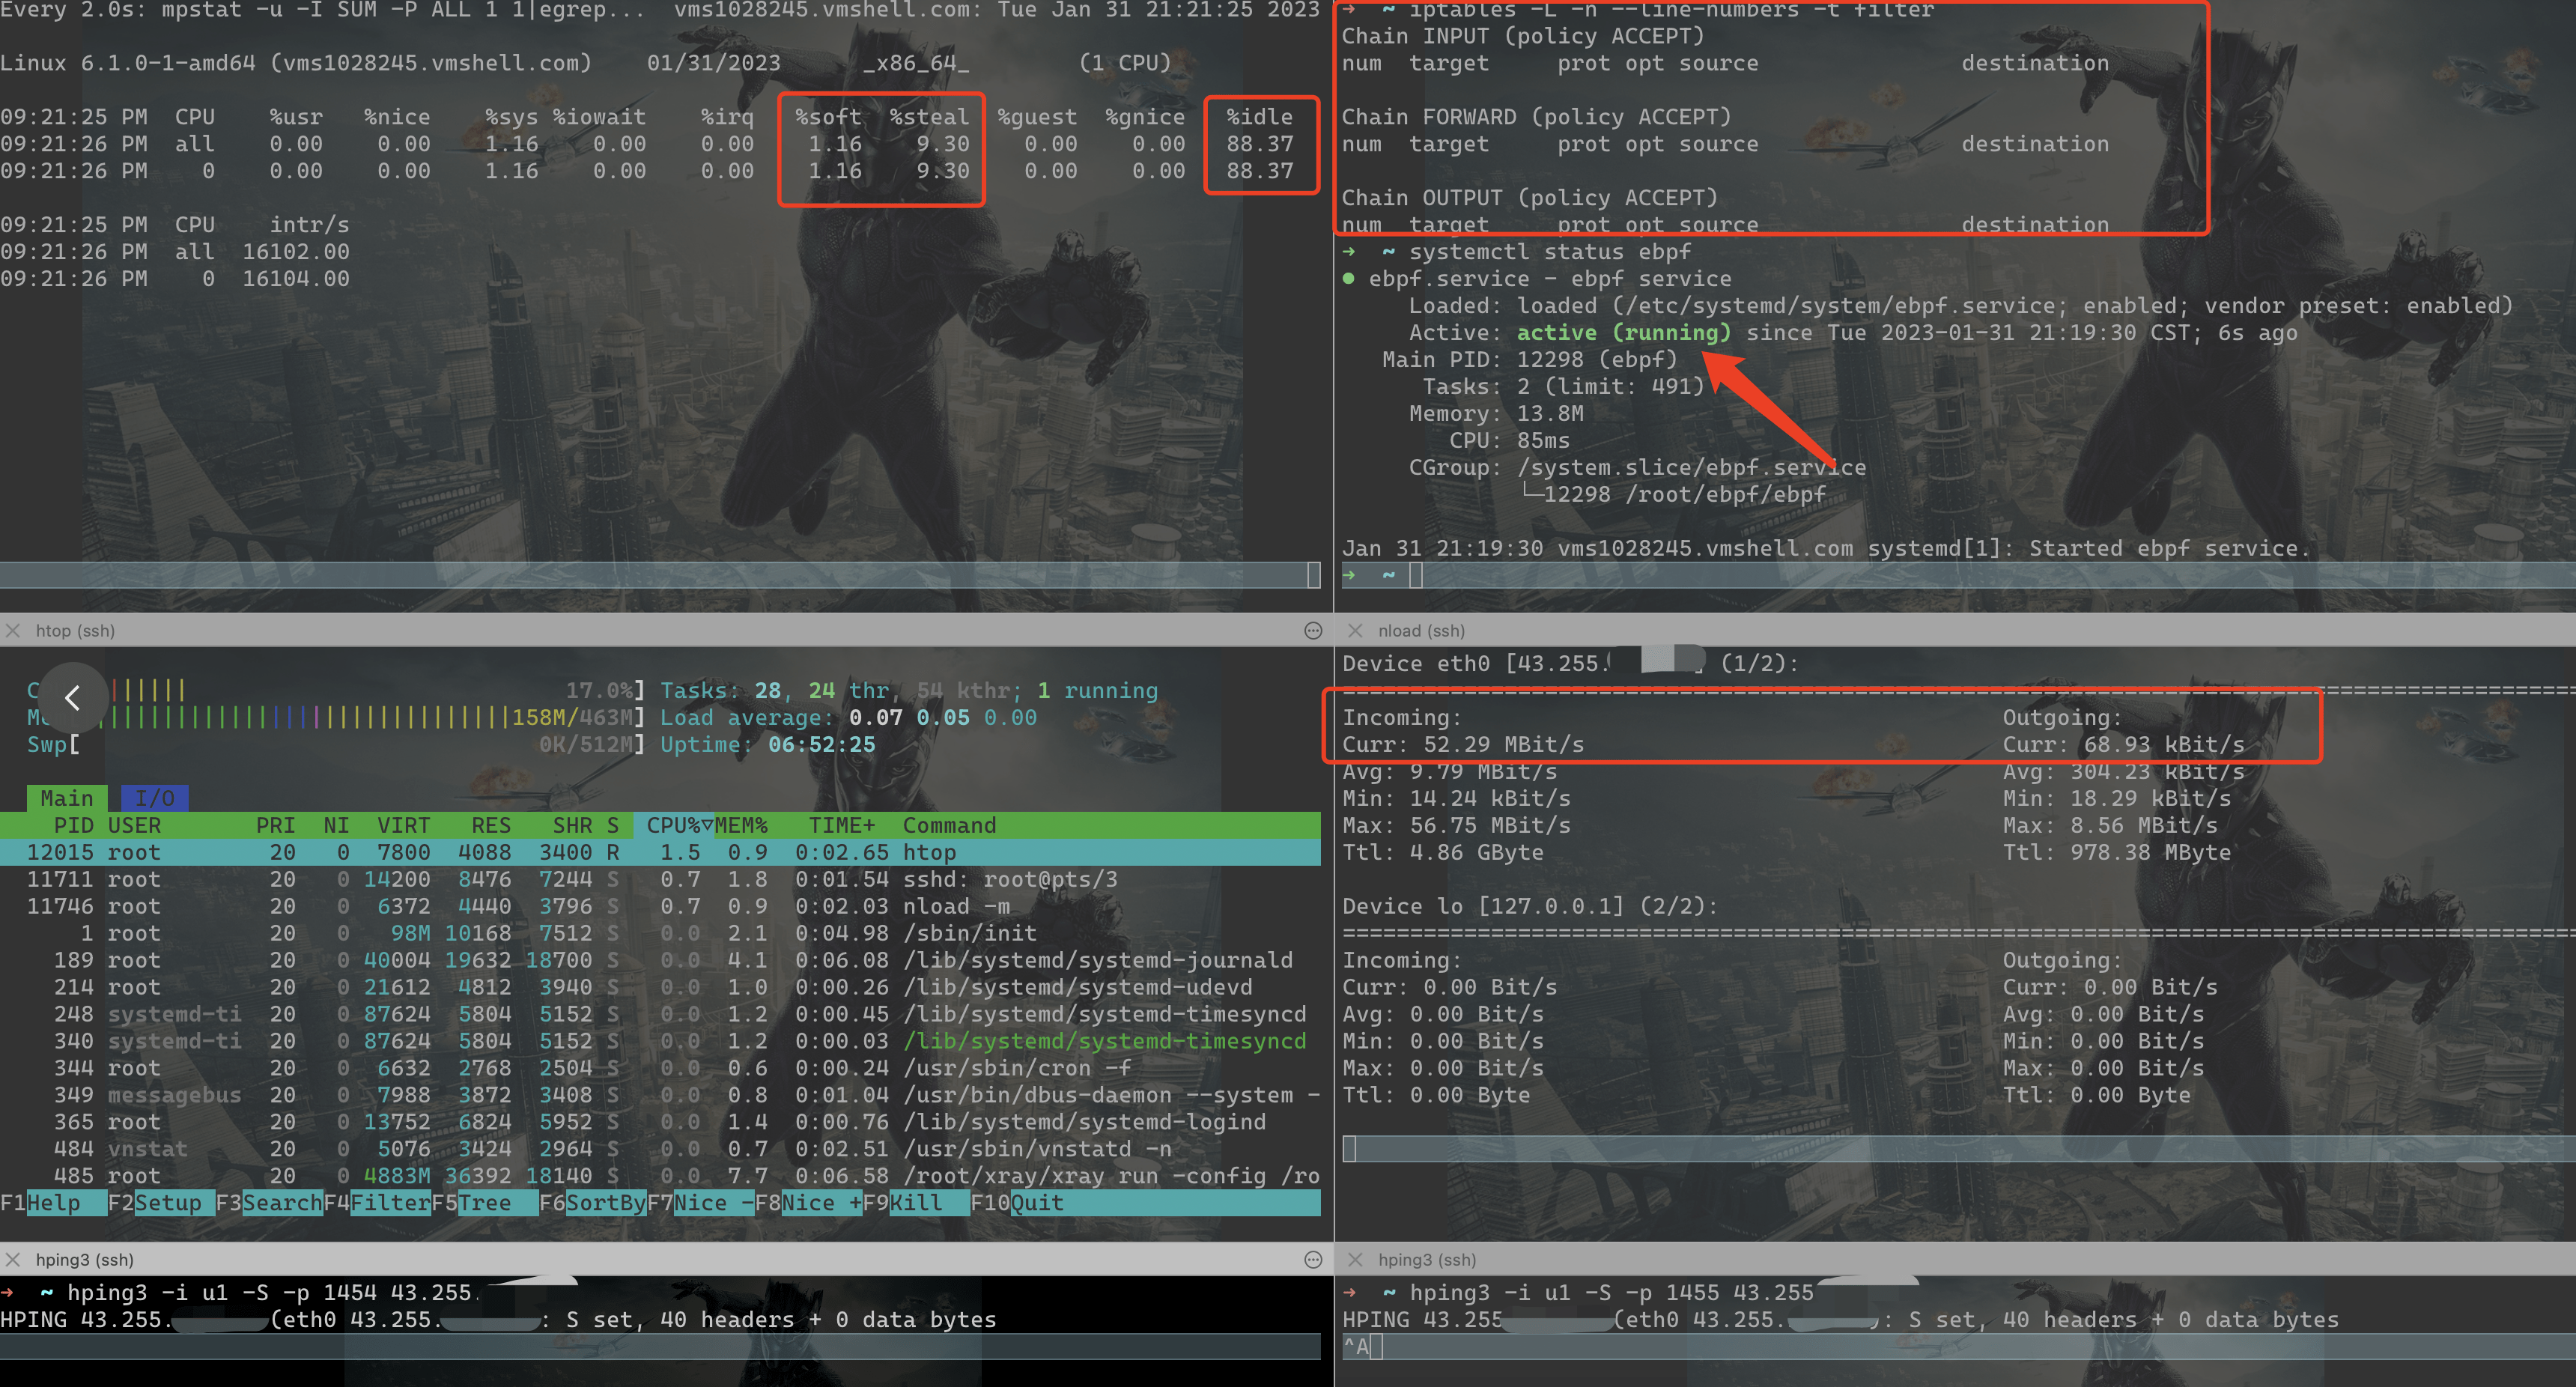 Every 2.0s: mpstat -u -I SUM -P ALL 1 1|egrep...  vms1028245.vmshell.com: Tue Jan 31 21:21:25 2023
Linux 6.1.0-1-amd64 (vms1028245.vmshell.com)    01/31/2023      _x86_64_        (1 CPU)
09:21:25 PM  CPU    %usr   %nice    %sys %iowait    %irq   %soft  %steal  %guest  %gnice   %idle
09:21:26 PM  all    0.00    0.00    1.16    0.00    0.00    1.16    9.30    0.00    0.00   88.37
09:21:26 PM    0    0.00    0.00    1.16    0.00    0.00    1.16    9.30    0.00    0.00   88.37
09:21:25 PM  CPU    intr/s
09:21:26 PM  all  16102.00
09:21:26 PM    0  16104.00
→  ~ iptables -L -n --line-numbers -t filter
Chain INPUT (policy ACCEPT)
num  target     prot opt source               destination
Chain FORWARD (policy ACCEPT)
num  target     prot opt source               destination
Chain OUTPUT (policy ACCEPT)
num  target     prot opt source               destination
→  ~ systemctl status ebpf
● ebpf.service - ebpf service
Loaded: loaded (/etc/systemd/system/ebpf.service; enabled; vendor preset: enabled)
Active: active (running) since Tue 2023-01-31 21:19:30 CST; 6s ago
Main PID: 12298 (ebpf)
Tasks: 2 (limit: 491)
Memory: 13.8M
CPU: 85ms
CGroup: /system.slice/ebpf.service
└─12298 /root/ebpf/ebpf
Jan 31 21:19:30 vms1028245.vmshell.com systemd[1]: Started ebpf service.
→  ~
htop (ssh)
17.0%] Tasks: 28, 24 thr, 54 kthr; 1 running
158M/463M] Load average: 0.07 0.05 0.00
Swp[ 0K/512M] Uptime: 06:52:25
Main  I/O
PID USER      PRI  NI  VIRT   RES   SHR S  CPU%▽MEM%   TIME+  Command
12015 root       20   0  7800  4088  3400 R   1.5  0.9  0:02.65 htop
11711 root       20   0 14200  8476  7244 S   0.7  1.8  0:01.54 sshd: root@pts/3
11746 root       20   0  6372  4440  3796 S   0.7  0.9  0:02.03 nload -m
1 root       20   0   98M 10168  7512 S   0.0  2.1  0:04.98 /sbin/init
189 root       20   0 40004 19632 18700 S   0.0  4.1  0:06.08 /lib/systemd/systemd-journald
214 root       20   0 21612  4812  3940 S   0.0  1.0  0:00.26 /lib/systemd/systemd-udevd
248 systemd-ti 20   0 87624  5804  5152 S   0.0  1.2  0:00.45 /lib/systemd/systemd-timesyncd
340 systemd-ti 20   0 87624  5804  5152 S   0.0  1.2  0:00.03 /lib/systemd/systemd-timesyncd
344 root       20   0  6632  2768  2504 S   0.0  0.6  0:00.24 /usr/sbin/cron -f
349 messagebus 20   0  7988  3872  3408 S   0.0  0.8  0:01.04 /usr/bin/dbus-daemon --system -
365 root       20   0 13752  6824  5952 S   0.0  1.4  0:00.76 /lib/systemd/systemd-logind
484 vnstat     20   0  5076  3424  2964 S   0.0  0.7  0:02.51 /usr/sbin/vnstatd -n
485 root       20   0 4883M 36392 18140 S   0.0  7.7  0:06.58 /root/xray/xray run -config /ro
F1Help  F2Setup F3SearchF4FilterF5Tree  F6SortByF7Nice -F8Nice +F9Kill  F10Quit
nload (ssh)
Device eth0 [43.255. ] (1/2):
Incoming:    Outgoing:
Curr: 52.29 MBit/s    Curr: 68.93 kBit/s
Avg: 9.79 MBit/s    Avg: 304.23 kBit/s
Min: 14.24 kBit/s    Min: 18.29 kBit/s
Max: 56.75 MBit/s    Max: 8.56 MBit/s
Ttl: 4.86 GByte    Ttl: 978.38 MByte
Device lo [127.0.0.1] (2/2):
Incoming:    Outgoing:
Curr: 0.00 Bit/s    Curr: 0.00 Bit/s
Avg: 0.00 Bit/s    Avg: 0.00 Bit/s
Min: 0.00 Bit/s    Min: 0.00 Bit/s
Max: 0.00 Bit/s    Max: 0.00 Bit/s
Ttl: 0.00 Byte    Ttl: 0.00 Byte
hping3 (ssh)
→  ~ hping3 -i u1 -S -p 1454 43.255.
HPING 43.255. (eth0 43.255. : S set, 40 headers + 0 data bytes
hping3 (ssh)
→  ~ hping3 -i u1 -S -p 1455 43.255
HPING 43.255 (eth0 43.255. ): S set, 40 headers + 0 data bytes
^A